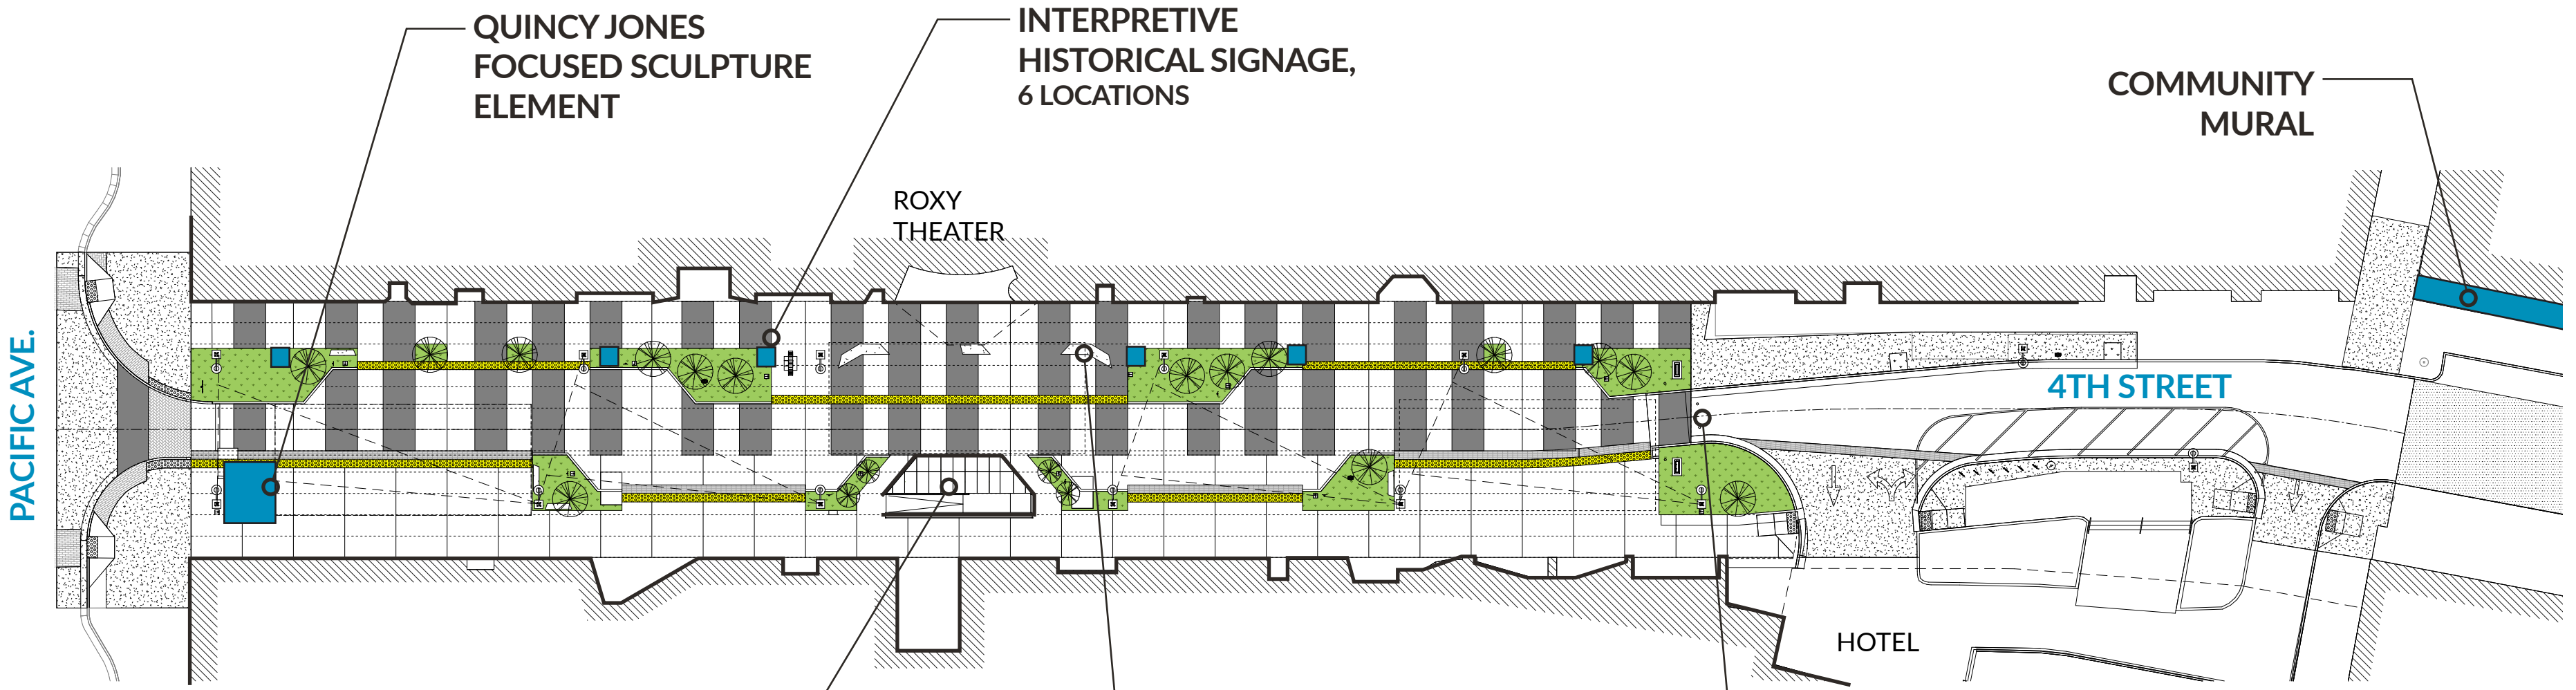 QUINCY JONES
FOCUSED SCULPTURE
ELEMENT
INTERPRETIVE
HISTORICAL SIGNAGE,
6 LOCATIONS
COMMUNITY
MURAL
ROXY
THEATER
PACIFIC AVE.
4TH STREET
HOTEL